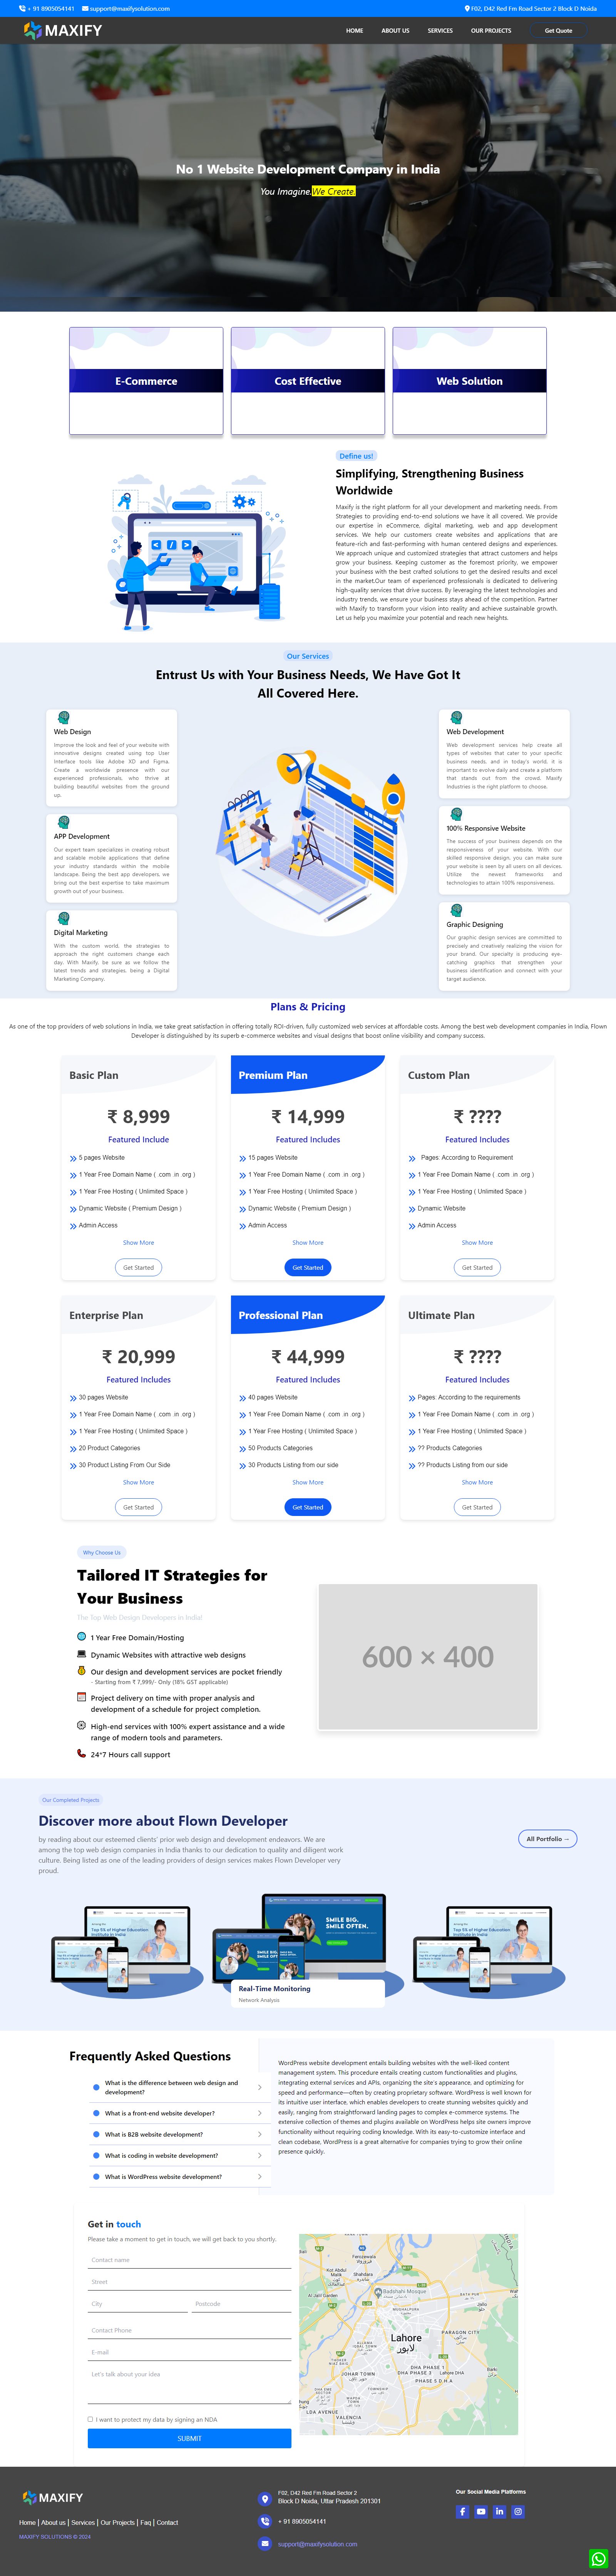 + 91 8905054141 support@maxifysolution.com F02, D42 Red Fm Road Sector 2 Block D Noida
MAXIFY HOME ABOUT US SERVICES OUR PROJECTS Get Quote
No 1 Website Development Company in India
You Imagine.We Create.
E-Commerce
Cost Effective
Web Solution
Define us!
Simplifying, Strengthening Business
Worldwide
Maxify is the right platform for all your development and marketing needs. From
Strategies to providing end-to-end solutions we have it all covered. We provide
our expertise in eCommerce, digital marketing, web and app development
services. We help our customers create websites and applications that are
feature-rich and fast-performing with human centered designs and experiences.
We approach unique and customized strategies that attract customers and helps
grow your business. Keeping customer as the foremost priority, we empower
your business with the best crafted solutions to get the desired results and excel
in the market.Our team of experienced professionals is dedicated to delivering
high-quality services that drive success. By leveraging the latest technologies and
industry trends, we ensure your business stays ahead of the competition. Partner
with Maxify to transform your vision into reality and achieve sustainable growth.
Let us help you maximize your potential and reach new heights.
Our Services
Entrust Us with Your Business Needs, We Have Got It
All Covered Here.
Web Design
Improve the look and feel of your website with
innovative designs created using top User
Interface tools like Adobe XD and Figma.
Create a worldwide presence with our
experienced professionals, who thrive at
building beautiful websites from the ground
up.
APP Development
Our expert team specializes in creating robust
and scalable mobile applications that define
your industry standards within the mobile
landscape. Being the best app developers, we
bring out the best expertise to take maximum
growth out of your business.
Digital Marketing
With the custom world, the strategies to
approach the right customers change each
day. With Maxify, be sure as we follow the
latest trends and strategies, being a Digital
Marketing Company.
Web Development
Web development services help create all
types of websites that cater to your specific
business needs, and in today's world, it is
important to evolve daily and create a platform
that stands out from the crowd. Maxify
Industries is the right platform to choose.
100% Responsive Website
The success of your business depends on the
responsiveness of your website. With our
skilled responsive design, you can make sure
your website is seen by all users on all devices.
Utilize the newest frameworks and
technologies to attain 100% responsiveness.
Graphic Designing
Our graphic design services are committed to
precisely and creatively realizing the vision for
your brand. Our specialty is producing eye-
catching graphics that strengthen your
business identification and connect with your
target audience.
Plans & Pricing
As one of the top providers of web solutions in India, we take great satisfaction in offering totally ROI-driven, fully customized web services at affordable costs. Among the best web development companies in India, Flown
Developer is distinguished by its superb e-commerce websites and visual designs that boost online visibility and company success.
Basic Plan
₹ 8,999
Featured Include
5 pages Website
1 Year Free Domain Name ( .com .in .org )
1 Year Free Hosting ( Unlimited Space )
Dynamic Website ( Premium Design )
Admin Access
Show More
Get Started
Premium Plan
₹ 14,999
Featured Includes
15 pages Website
1 Year Free Domain Name ( .com .in .org )
1 Year Free Hosting ( Unlimited Space )
Dynamic Website ( Premium Design )
Admin Access
Show More
Get Started
Custom Plan
₹ ????
Featured Includes
Pages: According to Requirement
1 Year Free Domain Name ( .com .in .org )
1 Year Free Hosting ( Unlimited Space )
Dynamic Website
Admin Access
Show More
Get Started
Enterprise Plan
₹ 20,999
Featured Includes
30 pages Website
1 Year Free Domain Name ( .com .in .org )
1 Year Free Hosting ( Unlimited Space )
20 Product Categories
30 Product Listing From Our Side
Show More
Get Started
Professional Plan
₹ 44,999
Featured Includes
40 pages Website
1 Year Free Domain Name ( .com .in .org )
1 Year Free Hosting ( Unlimited Space )
50 Products Categories
30 Products Listing from our side
Show More
Get Started
Ultimate Plan
₹ ????
Featured Includes
Pages: According to the requirements
1 Year Free Domain Name ( .com .in .org )
1 Year Free Hosting ( Unlimited Space )
?? Products Categories
?? Products Listing from our side
Show More
Get Started
Why Choose Us
Tailored IT Strategies for
Your Business
The Top Web Design Developers in India!
1 Year Free Domain/Hosting
Dynamic Websites with attractive web designs
Our design and development services are pocket friendly
- Starting from ₹ 7,999/- Only (18% GST applicable)
Project delivery on time with proper analysis and
development of a schedule for project completion.
High-end services with 100% expert assistance and a wide
range of modern tools and parameters.
24*7 Hours call support
600 × 400
Our Completed Projects
Discover more about Flown Developer
by reading about our esteemed clients' prior web design and development endeavors. We are
among the top web design companies in India thanks to our dedication to quality and diligent work
culture. Being listed as one of the leading providers of design services makes Flown Developer very
proud.
All Portfolio →
Top 5% of Higher Education
Institute in India
SMILE BIG.
SMILE OFTEN.
Top 5% of Higher Education
Institute in India
Real-Time Monitoring
Network Analysis
Frequently Asked Questions
What is the difference between web design and
development?
What is a front-end website developer?
What is B2B website development?
What is coding in website development?
What is WordPress website development?
WordPress website development entails building websites with the well-liked content
management system. This procedure entails creating custom functionalities and plugins,
integrating external services and APIs, organizing the site's appearance, and optimizing for
speed and performance—often by creating proprietary software. WordPress is well known for
its intuitive user interface, which enables developers to create stunning websites quickly and
easily, ranging from straightforward landing pages to complex e-commerce systems. The
extensive collection of themes and plugins available on WordPress helps site owners improve
functionality without requiring coding knowledge. With its easy-to-customize interface and
clean codebase, WordPress is a great alternative for companies trying to grow their online
presence quickly.
Get in touch
Please take a moment to get in touch, we will get back to you shortly.
Contact name
Street
City Postcode
Contact Phone
E-mail
Let's talk about your idea
I want to protect my data by signing an NDA
SUBMIT
Kot Abdul
Malik
Ferozewala
Shahdara
Badshahi Mosque
Lahore
لاہور
PARAGON CITY
JOHAR TOWN
DHA PHASE 1
DHA PHASE 2
PHASE 5 D.H.A
TOWNSHIP
WAPDA
TOWN
LDA AVENUE
VALENCIA
MAXIFY
Home | About us | Services | Our Projects | Faq | Contact
MAXIFY SOLUTIONS © 2024
F02, D42 Red Fm Road Sector 2
Block D Noida, Uttar Pradesh 201301
+ 91 8905054141
support@maxifysolution.com
Our Social Media Platforms